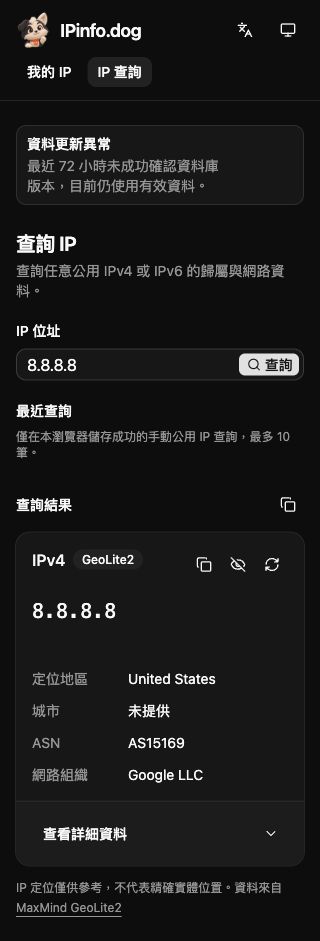 IPinfo.dog
我的 IP
IP 查詢
資料更新異常
最近 72 小時未成功確認資料庫
版本，目前仍使用有效資料。
查詢 IP
查詢任意公用 IPv4 或 IPv6 的歸屬與網路資
料。
IP 位址
8.8.8.8
查詢
最近查詢
僅在本瀏覽器儲存成功的手動公用 IP 查詢，最多 10
筆。
查詢結果
IPv4 GeoLite2
8.8.8.8
定位地區 United States
城市 未提供
ASN AS15169
網路組織 Google LLC
查看詳細資料
IP 定位僅供參考，不代表精確實體位置。資料來自
MaxMind GeoLite2